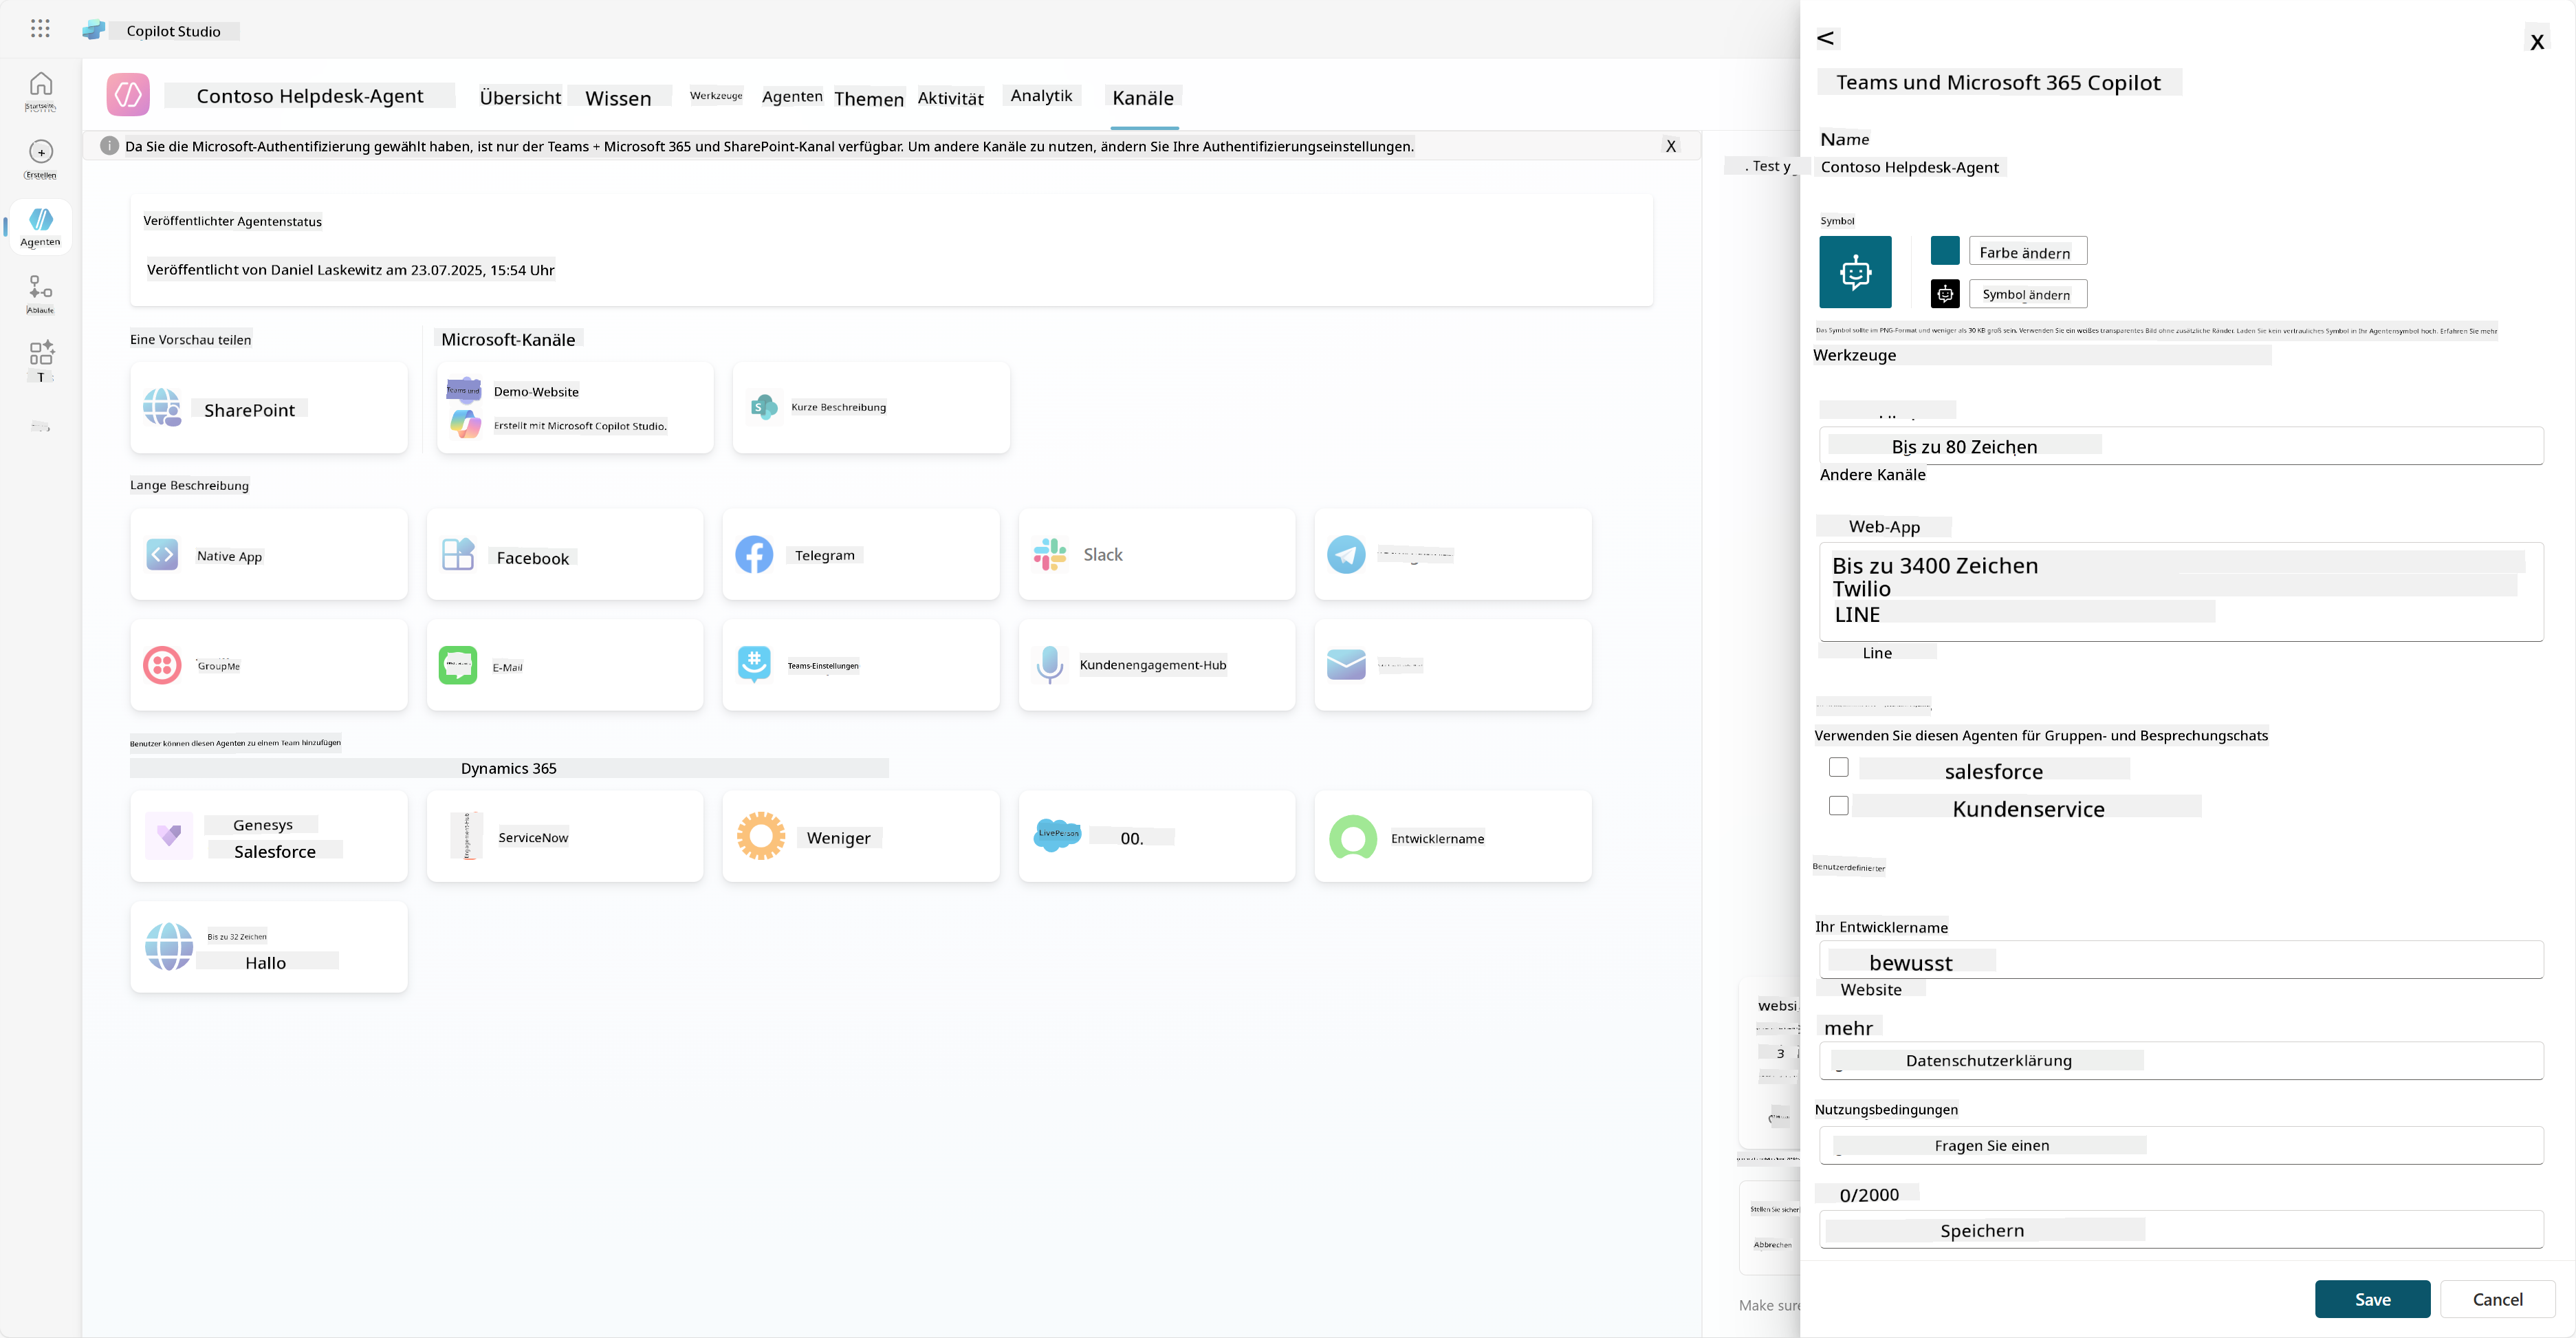 Copilot Studio
Startseite
Erstellen
Agenten
Abläufe
T
Contoso Helpdesk-Agent
Übersicht
Wissen
Werkzeuge
Agenten
Themen
Aktivität
Analytik
Kanäle
Da Sie die Microsoft-Authentifizierung gewählt haben, ist nur der Teams + Microsoft 365 und SharePoint-Kanal verfügbar. Um andere Kanäle zu nutzen, ändern Sie Ihre Authentifizierungseinstellungen.
X
. Test y
Veröffentlichter Agentenstatus
Veröffentlicht von Daniel Laskewitz am 23.07.2025, 15:54 Uhr
Eine Vorschau teilen
Microsoft-Kanäle
SharePoint
Teams und
Demo-Website
Erstellt mit Microsoft Copilot Studio.
Kurze Beschreibung
Lange Beschreibung
Native App
Facebook
Telegram
Slack
GroupMe
E-Mail
Teams-Einstellungen
Kundenengagement-Hub
Benutzer können diesen Agenten zu einem Team hinzufügen
Dynamics 365
Genesys
Salesforce
ServiceNow
Weniger
LivePerson
00.
Entwicklername
Bis zu 32 Zeichen
Hallo
websi
3
Stellen Sie sicher
Abbrechen
Make sure
<
X
Teams und Microsoft 365 Copilot
Name
Contoso Helpdesk-Agent
Symbol
Farbe ändern
Symbol ändern
Das Symbol sollte im PNG-Format und weniger als 30 KB groß sein. Verwenden Sie ein weißes transparentes Bild ohne zusätzliche Ränder. Laden Sie kein vertrauliches Symbol in Ihr Agentensymbol hoch. Erfahren Sie mehr
Werkzeuge
Bis zu 80 Zeichen
Andere Kanäle
Web-App
Bis zu 3400 Zeichen
Twilio
LINE
Line
Verwenden Sie diesen Agenten für Gruppen- und Besprechungschats
salesforce
Kundenservice
Benutzerdefinierter
Ihr Entwicklername
bewusst
Website
mehr
Datenschutzerklärung
Nutzungsbedingungen
Fragen Sie einen
0/2000
Speichern
Save
Cancel